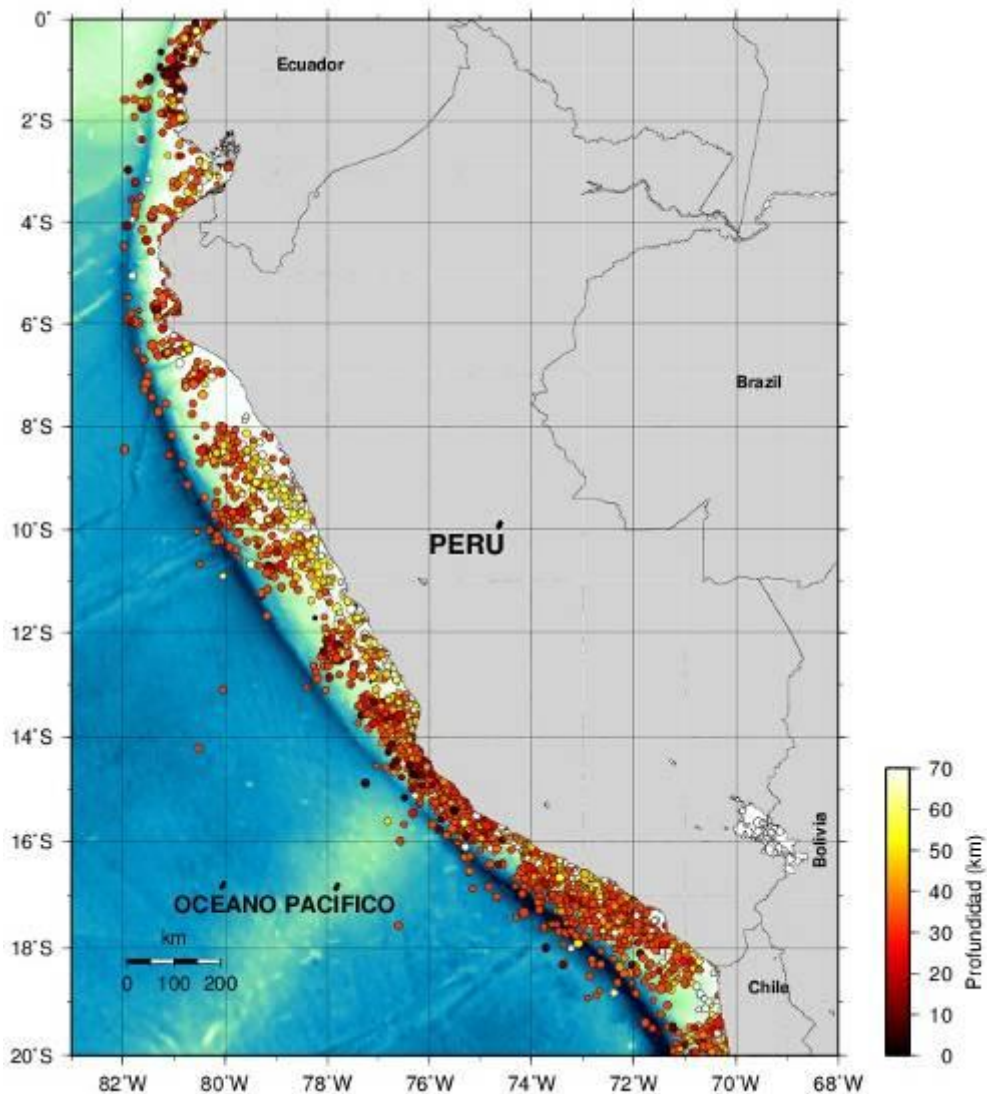 0°
2°S
4°S
6°S
8°S
10°S
12°S
14°S
16°S
18°S
20°S
Ecuador
Brazil
PERÚ
Bolivia
OCÉANO PACÍFICO
km
0 100 200
Chile
82°W 80°W 78°W 76°W 74°W 72°W 70°W 68°W
70
60
50
40
30
20
10
0
Profundidad (km)